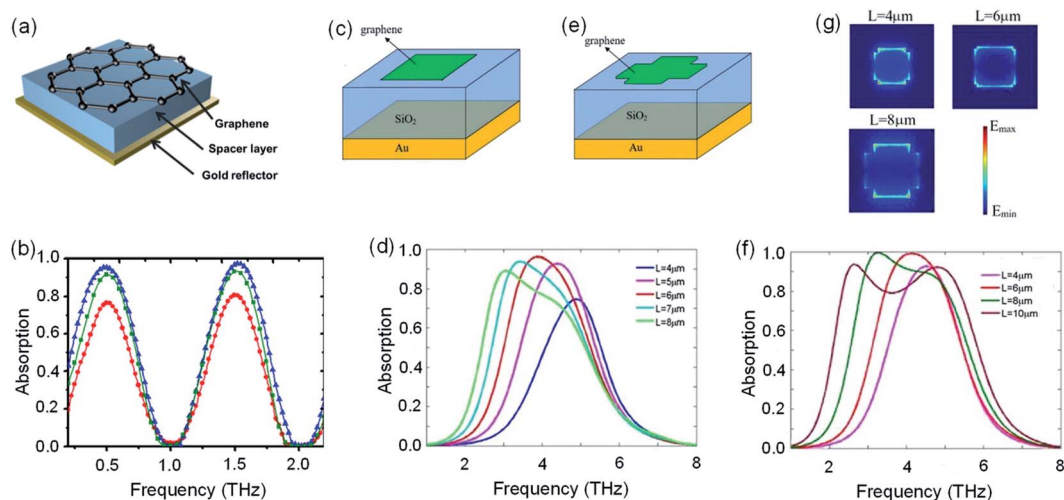 (a)
Graphene
Spacer layer
Gold reflector
(c)
graphene
SiO₂
Au
(e)
graphene
SiO₂
Au
(g)
L=4μm
L=6μm
L=8μm
Emax
Emin
(b)
Absorption
1.0
0.8
0.6
0.4
0.2
0.0
0.5
1.0
1.5
2.0
Frequency (THz)
(d)
Absorption
1.0
0.8
0.6
0.4
0.2
0.0
L=4μm
L=5μm
L=6μm
L=7μm
L=8μm
2
4
6
8
Frequency (THz)
(f)
Absorption
1.0
0.8
0.6
0.4
0.2
0.0
L=4μm
L=6μm
L=8μm
L=10μm
2
4
6
8
Frequency (THz)